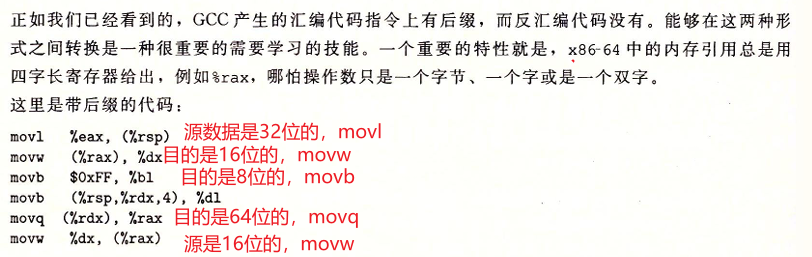 正如我们已经看到的，GCC 产生的汇编代码指令上有后缀，而反汇编代码没有。能够在这两种形
式之间转换是一种很重要的需要学习的技能。一个重要的特性就是，x86-64 中的内存引用总是用
四字长寄存器给出，例如%rax，哪怕操作数只是一个字节、一个字或是一个双字。
这里是带后缀的代码：
movl %eax, (%rsp) 源数据是32位的，movl
movw (%rax), %dx 目的是16位的，movw
movb $0xFF, %bl 目的是8位的，movb
movb (%rsp,%rdx,4), %dl
movq (%rdx), %rax 目的是64位的，movq
movw %dx, (%rax) 源是16位的，movw